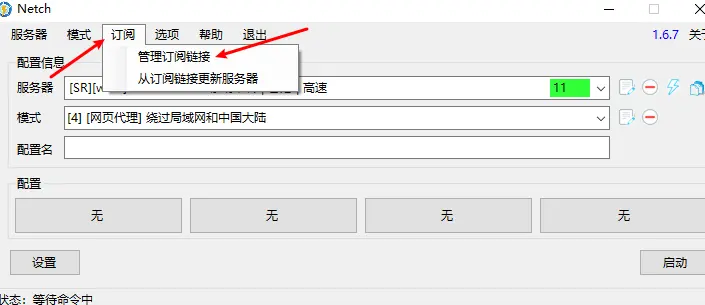 Netch
服务器 模式 订阅 选项 帮助 退出 1.6.7 关于
管理订阅链接
从订阅链接更新服务器
配置信息
服务器 [SR][w 高速 11
模式 [4] [网页代理] 绕过局域网和中国大陆
配置名
配置
无 无 无 无
设置 启动
状态: 等待命令中